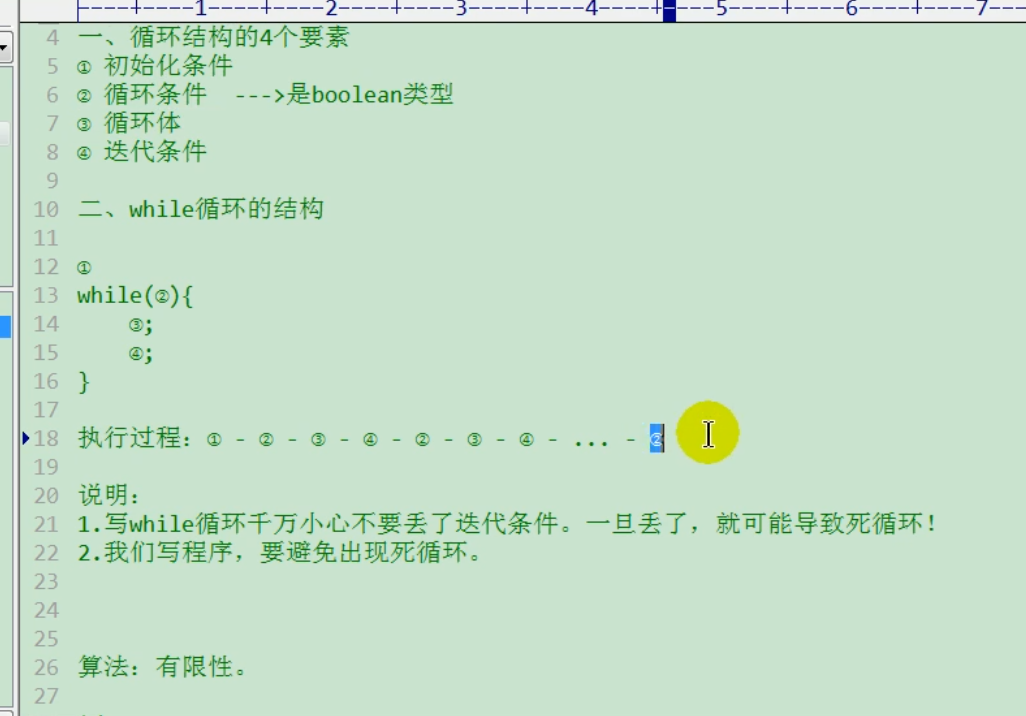 ----+----1----+----2----+----3----+----4----+----5----+----6----+----7---
4 一、循环结构的4个要素
5 ① 初始化条件
6 ② 循环条件 --->是boolean类型
7 ③ 循环体
8 ④ 迭代条件
9
10 二、while循环的结构
11
12 ①
13 while(②){
14 ③;
15 ④;
16 }
17
18 执行过程：① - ② - ③ - ④ - ② - ③ - ④ - ... - ②
19
20 说明：
21 1.写while循环千万小心不要丢了迭代条件。一旦丢了，就可能导致死循环！
22 2.我们写程序，要避免出现死循环。
23
24
25
26 算法：有限性。
27